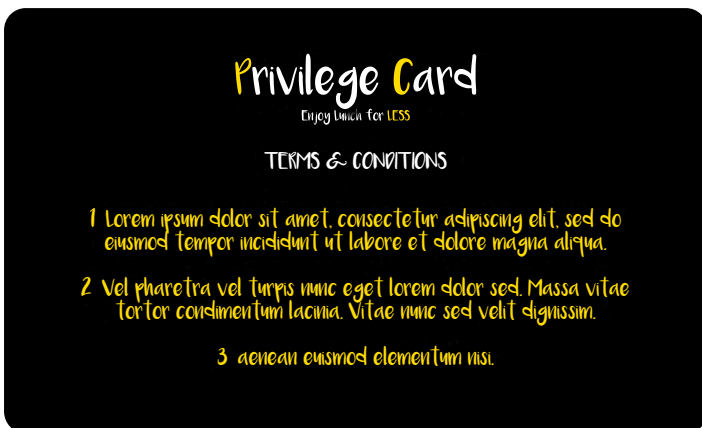 Privilege Card
Enjoy Lunch for LESS
TERMS & CONDITIONS
1 Lorem ipsum dolor sit amet, consectetur adipiscing elit, sed do
eiusmod tempor incididunt ut labore et dolore magna aliqua.
2 Vel pharetra vel turpis nunc eget lorem dolor sed. Massa vitae
tortor condimentum lacinia. Vitae nunc sed velit dignissim.
3 aenean euismod elementum nisi.